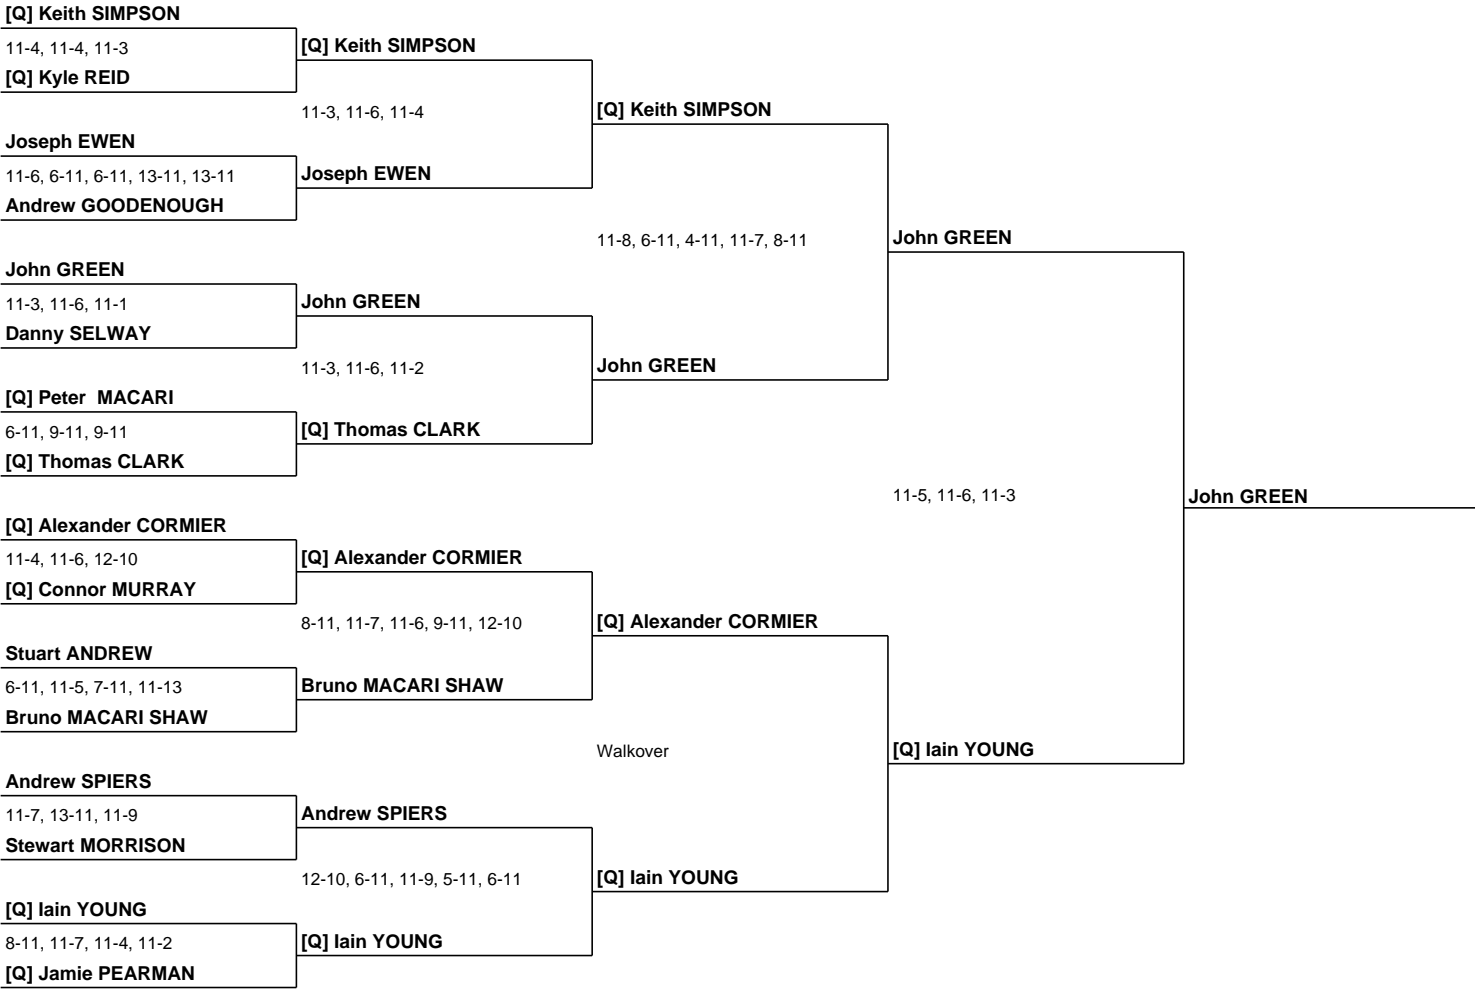 [Q] Keith SIMPSON
11-4, 11-4, 11-3
[Q] Kyle REID
Joseph EWEN
11-6, 6-11, 6-11, 13-11, 13-11
Andrew GOODENOUGH
John GREEN
11-3, 11-6, 11-1
Danny SELWAY
[Q] Peter  MACARI
6-11, 9-11, 9-11
[Q] Thomas CLARK
[Q] Alexander CORMIER
11-4, 11-6, 12-10
[Q] Connor MURRAY
Stuart ANDREW
6-11, 11-5, 7-11, 11-13
Bruno MACARI SHAW
Andrew SPIERS
11-7, 13-11, 11-9
Stewart MORRISON
[Q] Iain YOUNG
8-11, 11-7, 11-4, 11-2
[Q] Jamie PEARMAN
[Q] Keith SIMPSON
11-3, 11-6, 11-4
Joseph EWEN
John GREEN
11-3, 11-6, 11-2
[Q] Thomas CLARK
[Q] Alexander CORMIER
8-11, 11-7, 11-6, 9-11, 12-10
Bruno MACARI SHAW
Andrew SPIERS
12-10, 6-11, 11-9, 5-11, 6-11
[Q] Iain YOUNG
[Q] Keith SIMPSON
11-8, 6-11, 4-11, 11-7, 8-11
John GREEN
[Q] Alexander CORMIER
Walkover
[Q] Iain YOUNG
John GREEN
11-5, 11-6, 11-3
[Q] Iain YOUNG
John GREEN